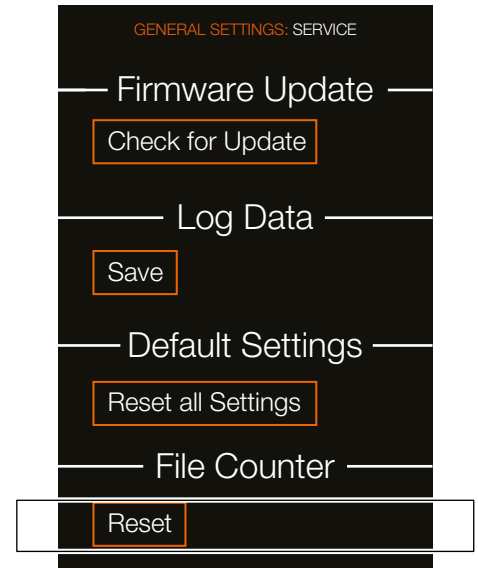 GENERAL SETTINGS: SERVICE
Firmware Update
Check for Update
Log Data
Save
Default Settings
Reset all Settings
File Counter
Reset